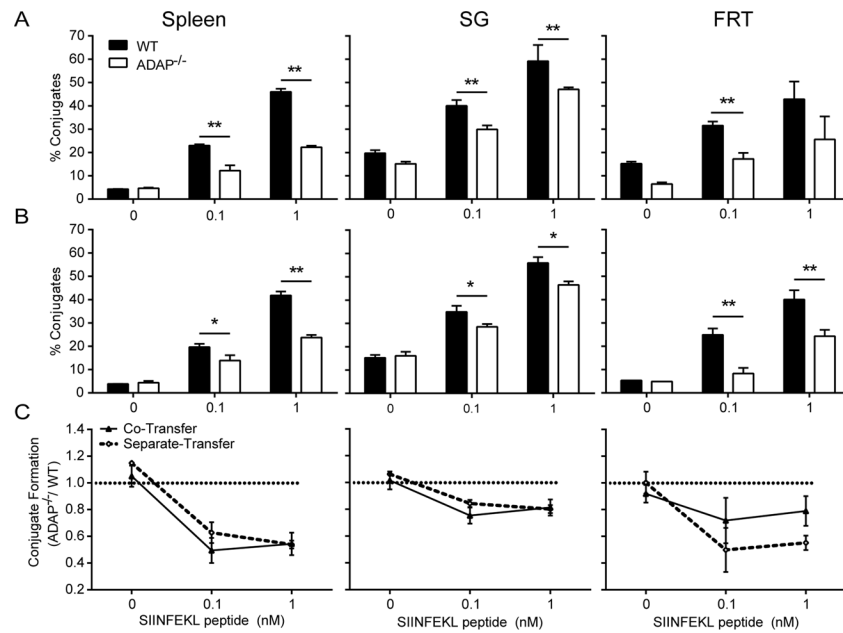 A Spleen SG FRT
WT
ADAP-/-
% Conjugates
70
60
50
40
30
20
10
0
** **
** **
**
0 0.1 1
0 0.1 1
0 0.1 1
B
% Conjugates
70
60
50
40
30
20
10
0
* **
* *
** **
0 0.1 1
0 0.1 1
0 0.1 1
C
Co-Transfer
Separate-Transfer
Conjugate Formation
(ADAP-/-/ WT)
1.4
1.2
1.0
0.8
0.6
0.4
0.2
0 0.1 1
0 0.1 1
0 0.1 1
SIINFEKL peptide (nM)
SIINFEKL peptide (nM)
SIINFEKL peptide (nM)